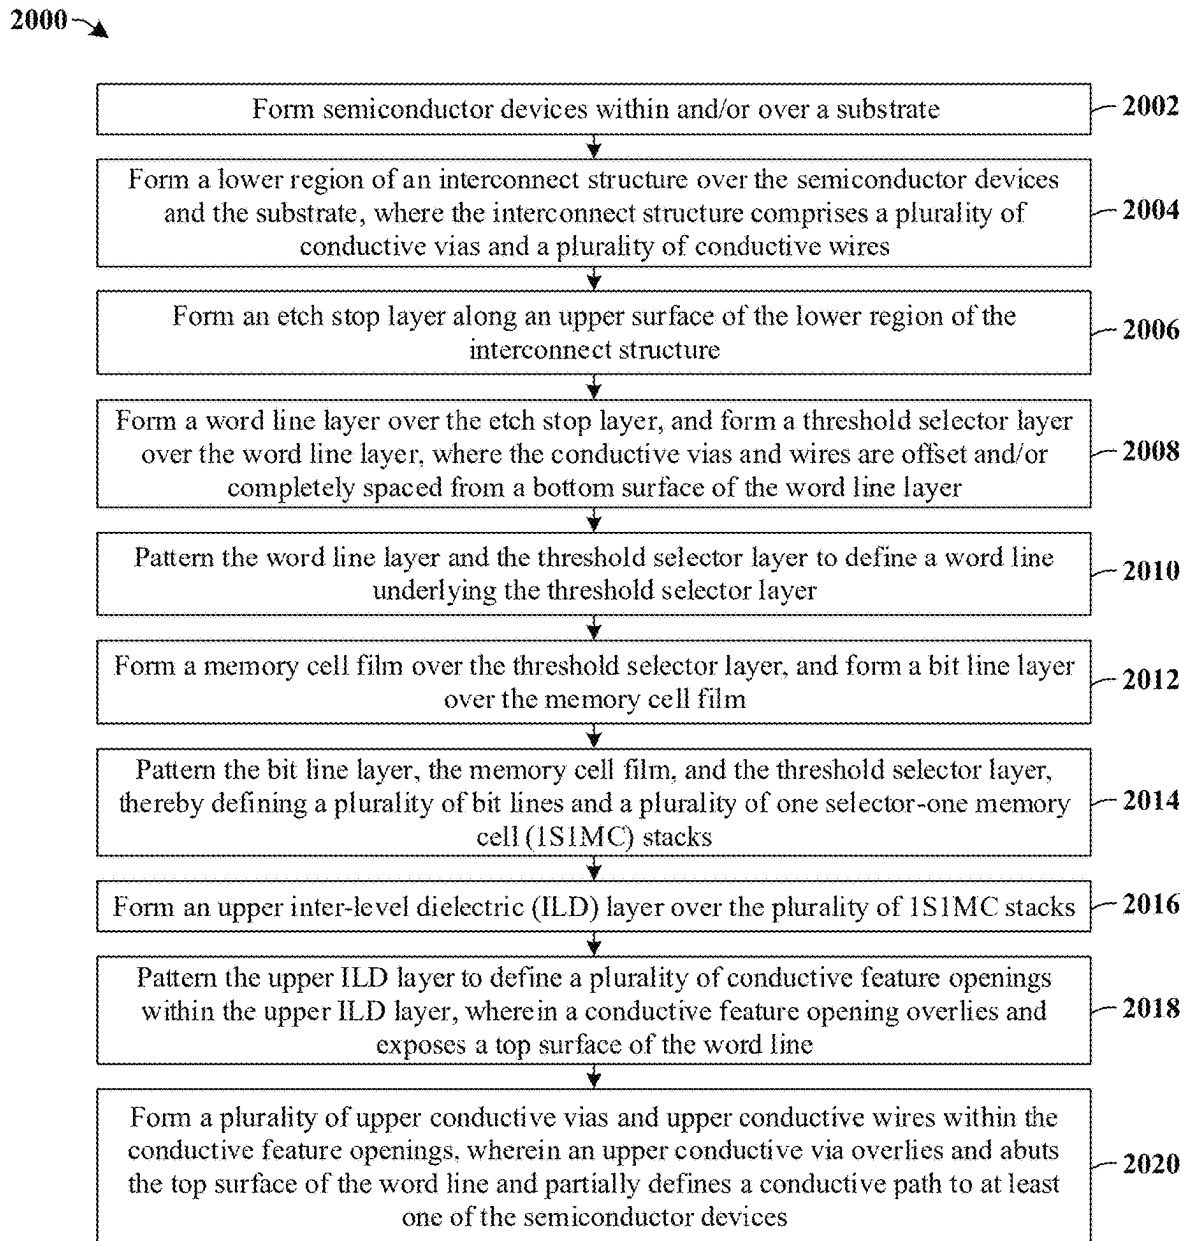 2000
Form semiconductor devices within and/or over a substrate
2002
Form a lower region of an interconnect structure over the semiconductor devices
and the substrate, where the interconnect structure comprises a plurality of
conductive vias and a plurality of conductive wires
2004
Form an etch stop layer along an upper surface of the lower region of the
interconnect structure
2006
Form a word line layer over the etch stop layer, and form a threshold selector layer
over the word line layer, where the conductive vias and wires are offset and/or
completely spaced from a bottom surface of the word line layer
2008
Pattern the word line layer and the threshold selector layer to define a word line
underlying the threshold selector layer
2010
Form a memory cell film over the threshold selector layer, and form a bit line layer
over the memory cell film
2012
Pattern the bit line layer, the memory cell film, and the threshold selector layer,
thereby defining a plurality of bit lines and a plurality of one selector-one memory
cell (1S1MC) stacks
2014
Form an upper inter-level dielectric (ILD) layer over the plurality of 1S1MC stacks
2016
Pattern the upper ILD layer to define a plurality of conductive feature openings
within the upper ILD layer, wherein a conductive feature opening overlies and
exposes a top surface of the word line
2018
Form a plurality of upper conductive vias and upper conductive wires within the
conductive feature openings, wherein an upper conductive via overlies and abuts
the top surface of the word line and partially defines a conductive path to at least
one of the semiconductor devices
2020